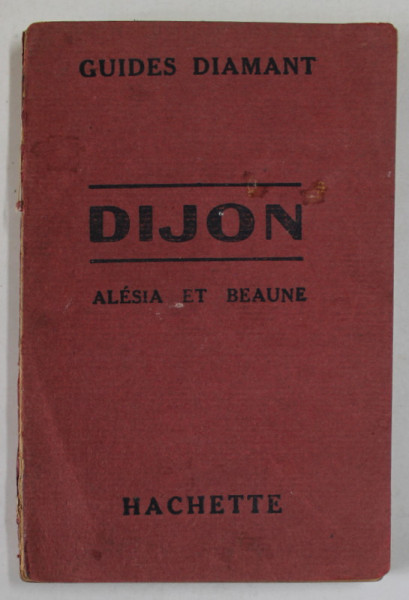 GUIDES DIAMANT
DIJON
ALÉSIA ET BEAUNE
HACHETTE